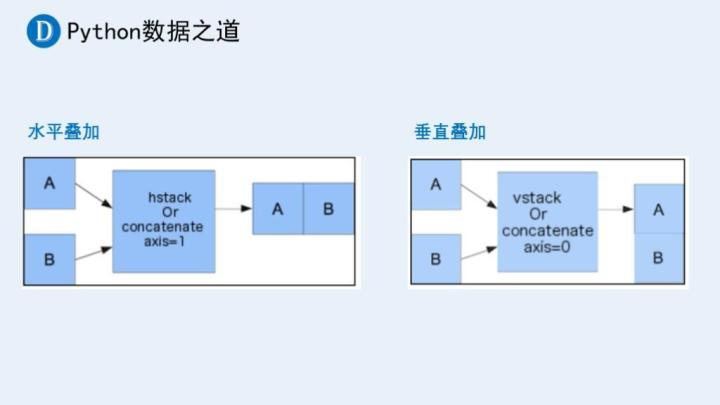 D Python数据之道
水平叠加
垂直叠加
A
B
hstack
Or
concatenate
axis=1
A B
A
B
vstack
Or
concatenate
axis=0
A
B